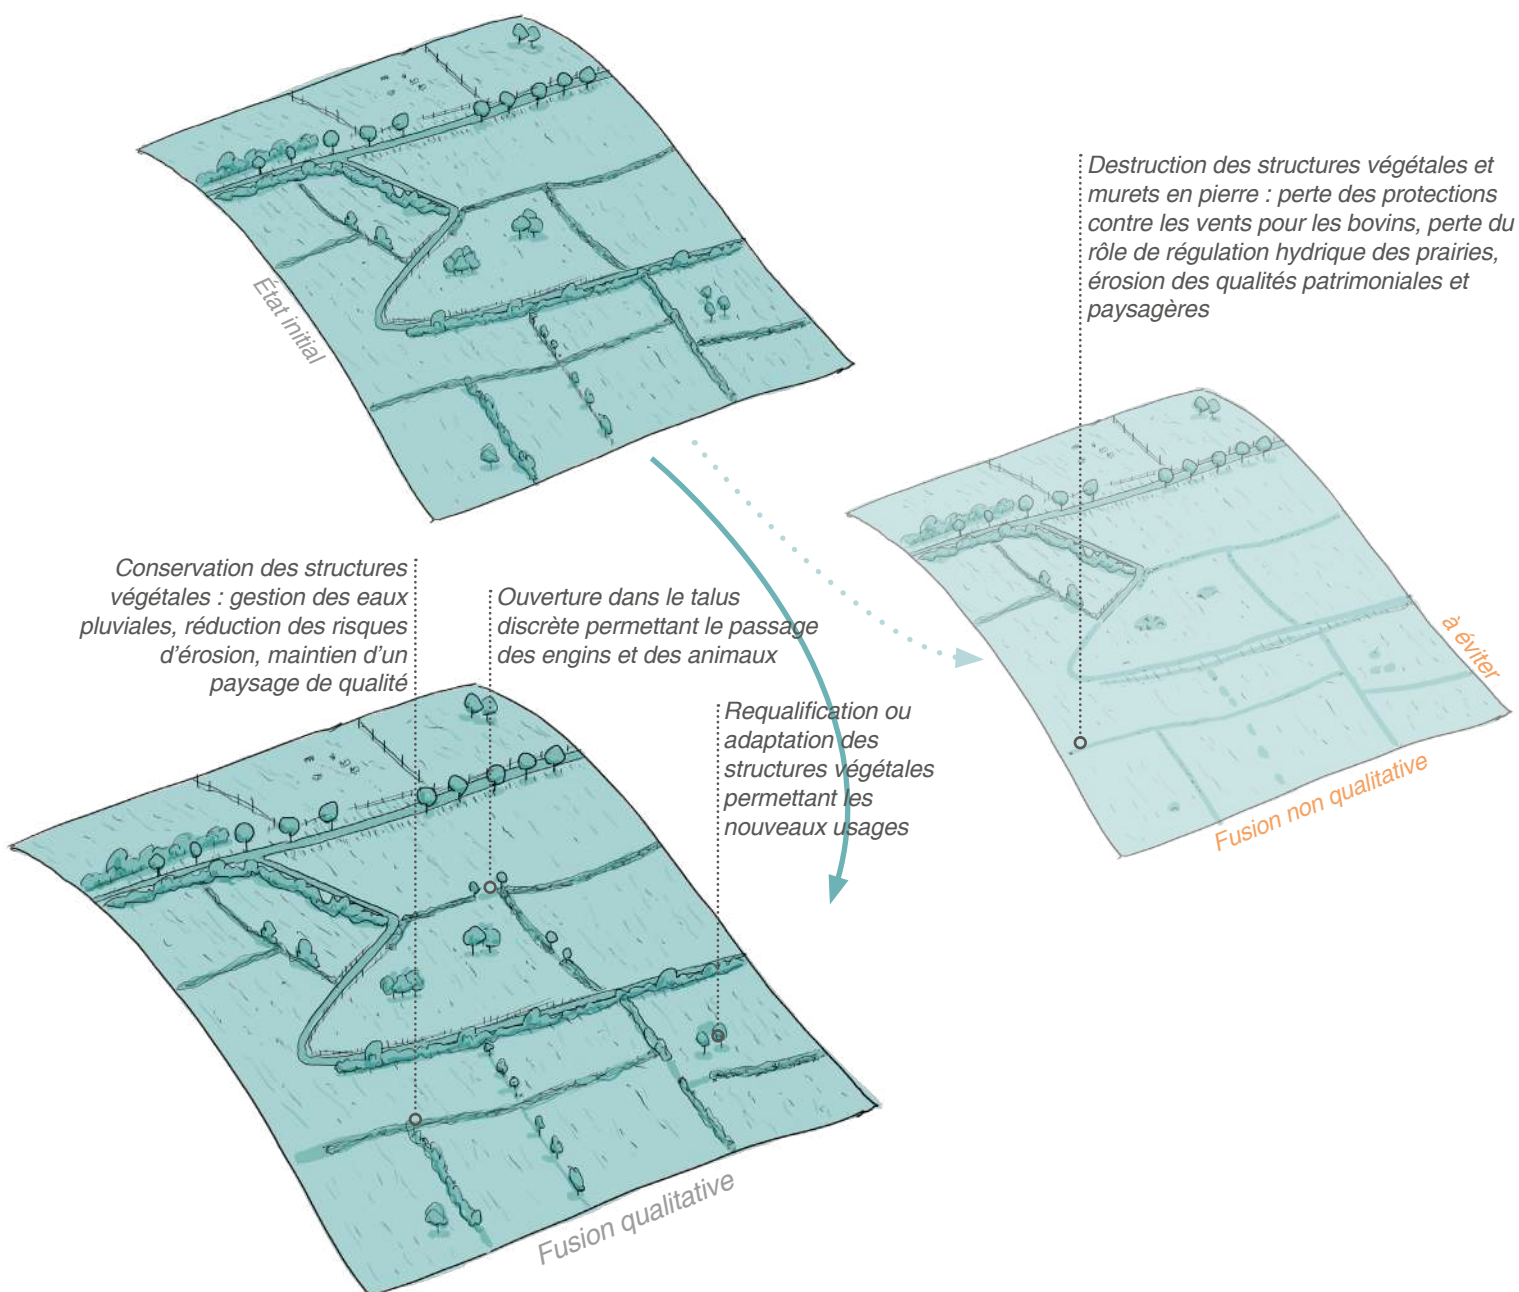 Destruction des structures végétales et
murets en pierre : perte des protections
contre les vents pour les bovins, perte du
rôle de régulation hydrique des prairies,
érosion des qualités patrimoniales et
paysagères
État initial
Conservation des structures
végétales : gestion des eaux
pluviales, réduction des risques
d'érosion, maintien d'un
paysage de qualité
Ouverture dans le talus
discrète permettant le passage
des engins et des animaux
Requalification ou
adaptation des
structures végétales
permettant les
nouveaux usages
à éviter
Fusion non qualitative
Fusion qualitative